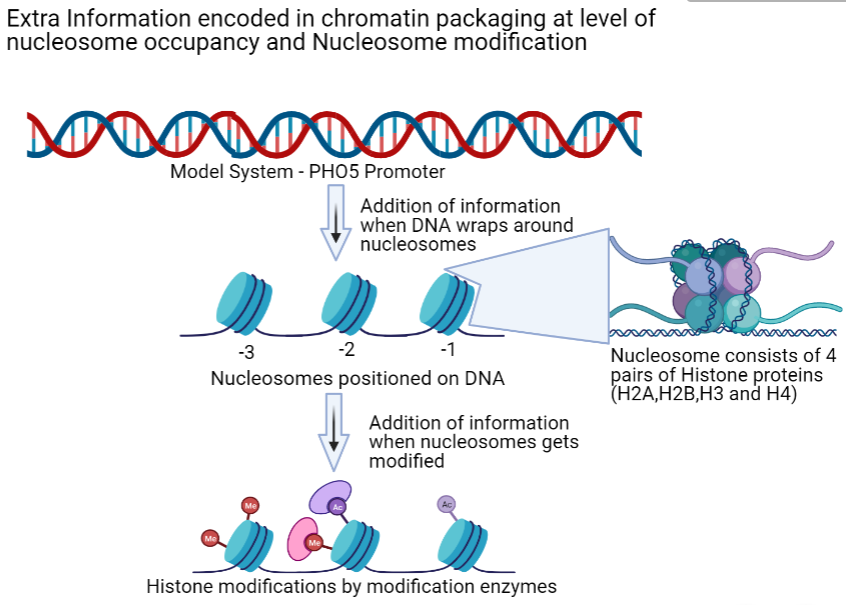 Extra Information encoded in chromatin packaging at level of
nucleosome occupancy and Nucleosome modification
Model System - PHO5 Promoter
Addition of information
when DNA wraps around
nucleosomes
-3
-2
-1
Nucleosomes positioned on DNA
Nucleosome consists of 4
pairs of Histone proteins
(H2A,H2B,H3 and H4)
Addition of information
when nucleosomes gets
modified
Me
Me
Ac
Me
Ac
Histone modifications by modification enzymes